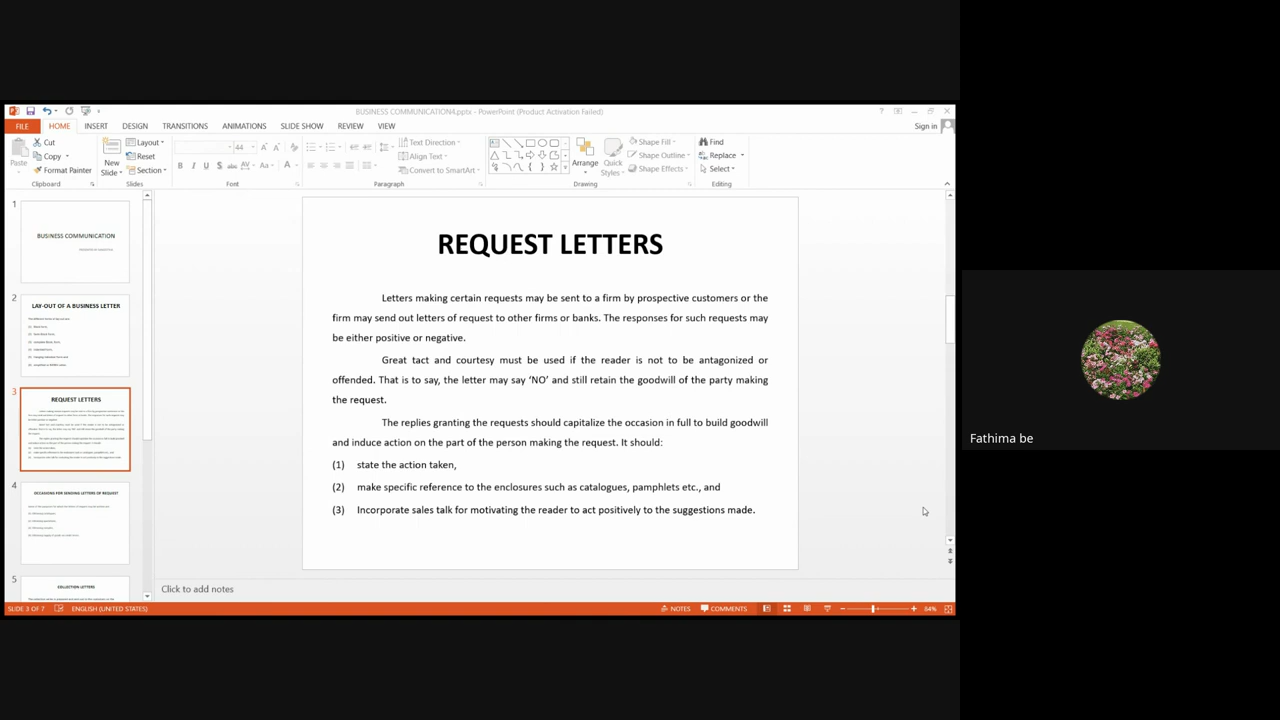 BUSINESS COMMUNICATION4.pptx - PowerPoint (Product Activation Failed)
FILE HOME INSERT DESIGN TRANSITIONS ANIMATIONS SLIDE SHOW REVIEW VIEW Sign in
Cut
Copy
Format Painter
Paste
Clipboard
New Slide
Layout
Reset
Section
Slides
44
Font
Text Direction
Align Text
Convert to SmartArt
Paragraph
Arrange
Quick Styles
Shape Fill
Shape Outline
Shape Effects
Drawing
Find
Replace
Select
Editing
1
BUSINESS COMMUNICATION
2
LAY-OUT OF A BUSINESS LETTER
3
REQUEST LETTERS
4
OCCASIONS FOR SENDING LETTERS OF REQUEST
5
COLLECTION LETTERS
REQUEST LETTERS
Letters making certain requests may be sent to a firm by prospective customers or the
firm may send out letters of request to other firms or banks. The responses for such requests may
be either positive or negative.
Great tact and courtesy must be used if the reader is not to be antagonized or
offended. That is to say, the letter may say ‘NO’ and still retain the goodwill of the party making
the request.
The replies granting the requests should capitalize the occasion in full to build goodwill
and induce action on the part of the person making the request. It should:
(1) state the action taken,
(2) make specific reference to the enclosures such as catalogues, pamphlets etc., and
(3) Incorporate sales talk for motivating the reader to act positively to the suggestions made.
Click to add notes
SLIDE 3 OF 7 ENGLISH (UNITED STATES) NOTES COMMENTS 84%
Fathima be